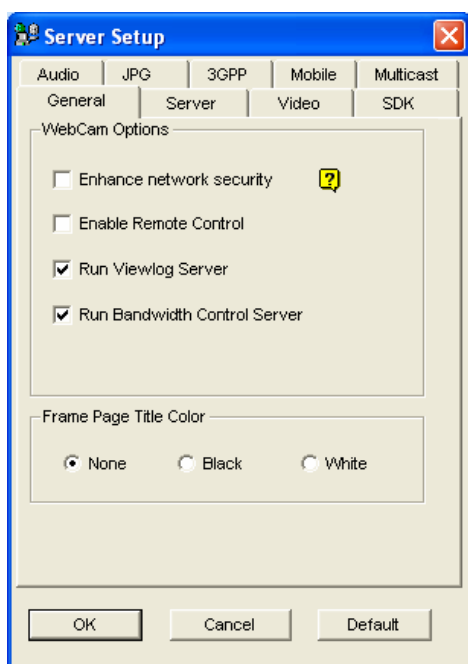 Server Setup
Audio JPG 3GPP Mobile Multicast
General Server Video SDK
WebCam Options
Enhance network security ?
Enable Remote Control
Run Viewlog Server
Run Bandwidth Control Server
Frame Page Title Color
None Black White
OK Cancel Default